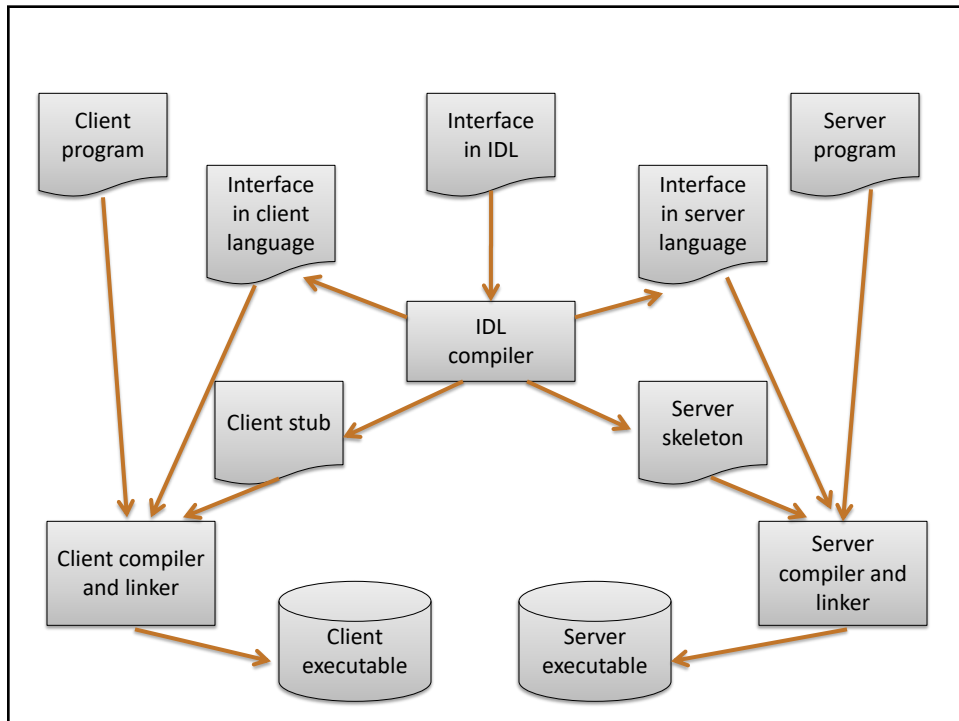 Client
program
Interface
in IDL
Server
program
Interface
in client
language
Interface
in server
language
IDL
compiler
Client stub
Server
skeleton
Client compiler
and linker
Server
compiler and
linker
Client
executable
Server
executable